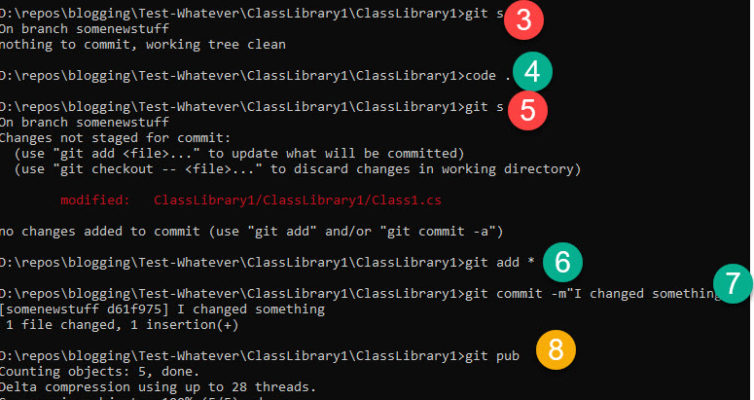 D:\repos\blogging\Test-Whatever\ClassLibrary1\ClassLibrary1>git s 3
On branch somenewstuff
nothing to commit, working tree clean
D:\repos\blogging\Test-Whatever\ClassLibrary1\ClassLibrary1>code . 4
D:\repos\blogging\Test-Whatever\ClassLibrary1\ClassLibrary1>git s 5
On branch somenewstuff
Changes not staged for commit:
(use "git add <file>..." to update what will be committed)
(use "git checkout -- <file>..." to discard changes in working directory)
modified: ClassLibrary1/ClassLibrary1/Class1.cs
no changes added to commit (use "git add" and/or "git commit -a")
D:\repos\blogging\Test-Whatever\ClassLibrary1\ClassLibrary1>git add * 6
D:\repos\blogging\Test-Whatever\ClassLibrary1\ClassLibrary1>git commit -m"I changed something 7
[somenewstuff d61f975] I changed something
1 file changed, 1 insertion(+)
D:\repos\blogging\Test-Whatever\ClassLibrary1\ClassLibrary1>git pub 8
Counting objects: 5, done.
Delta compression using up to 28 threads.